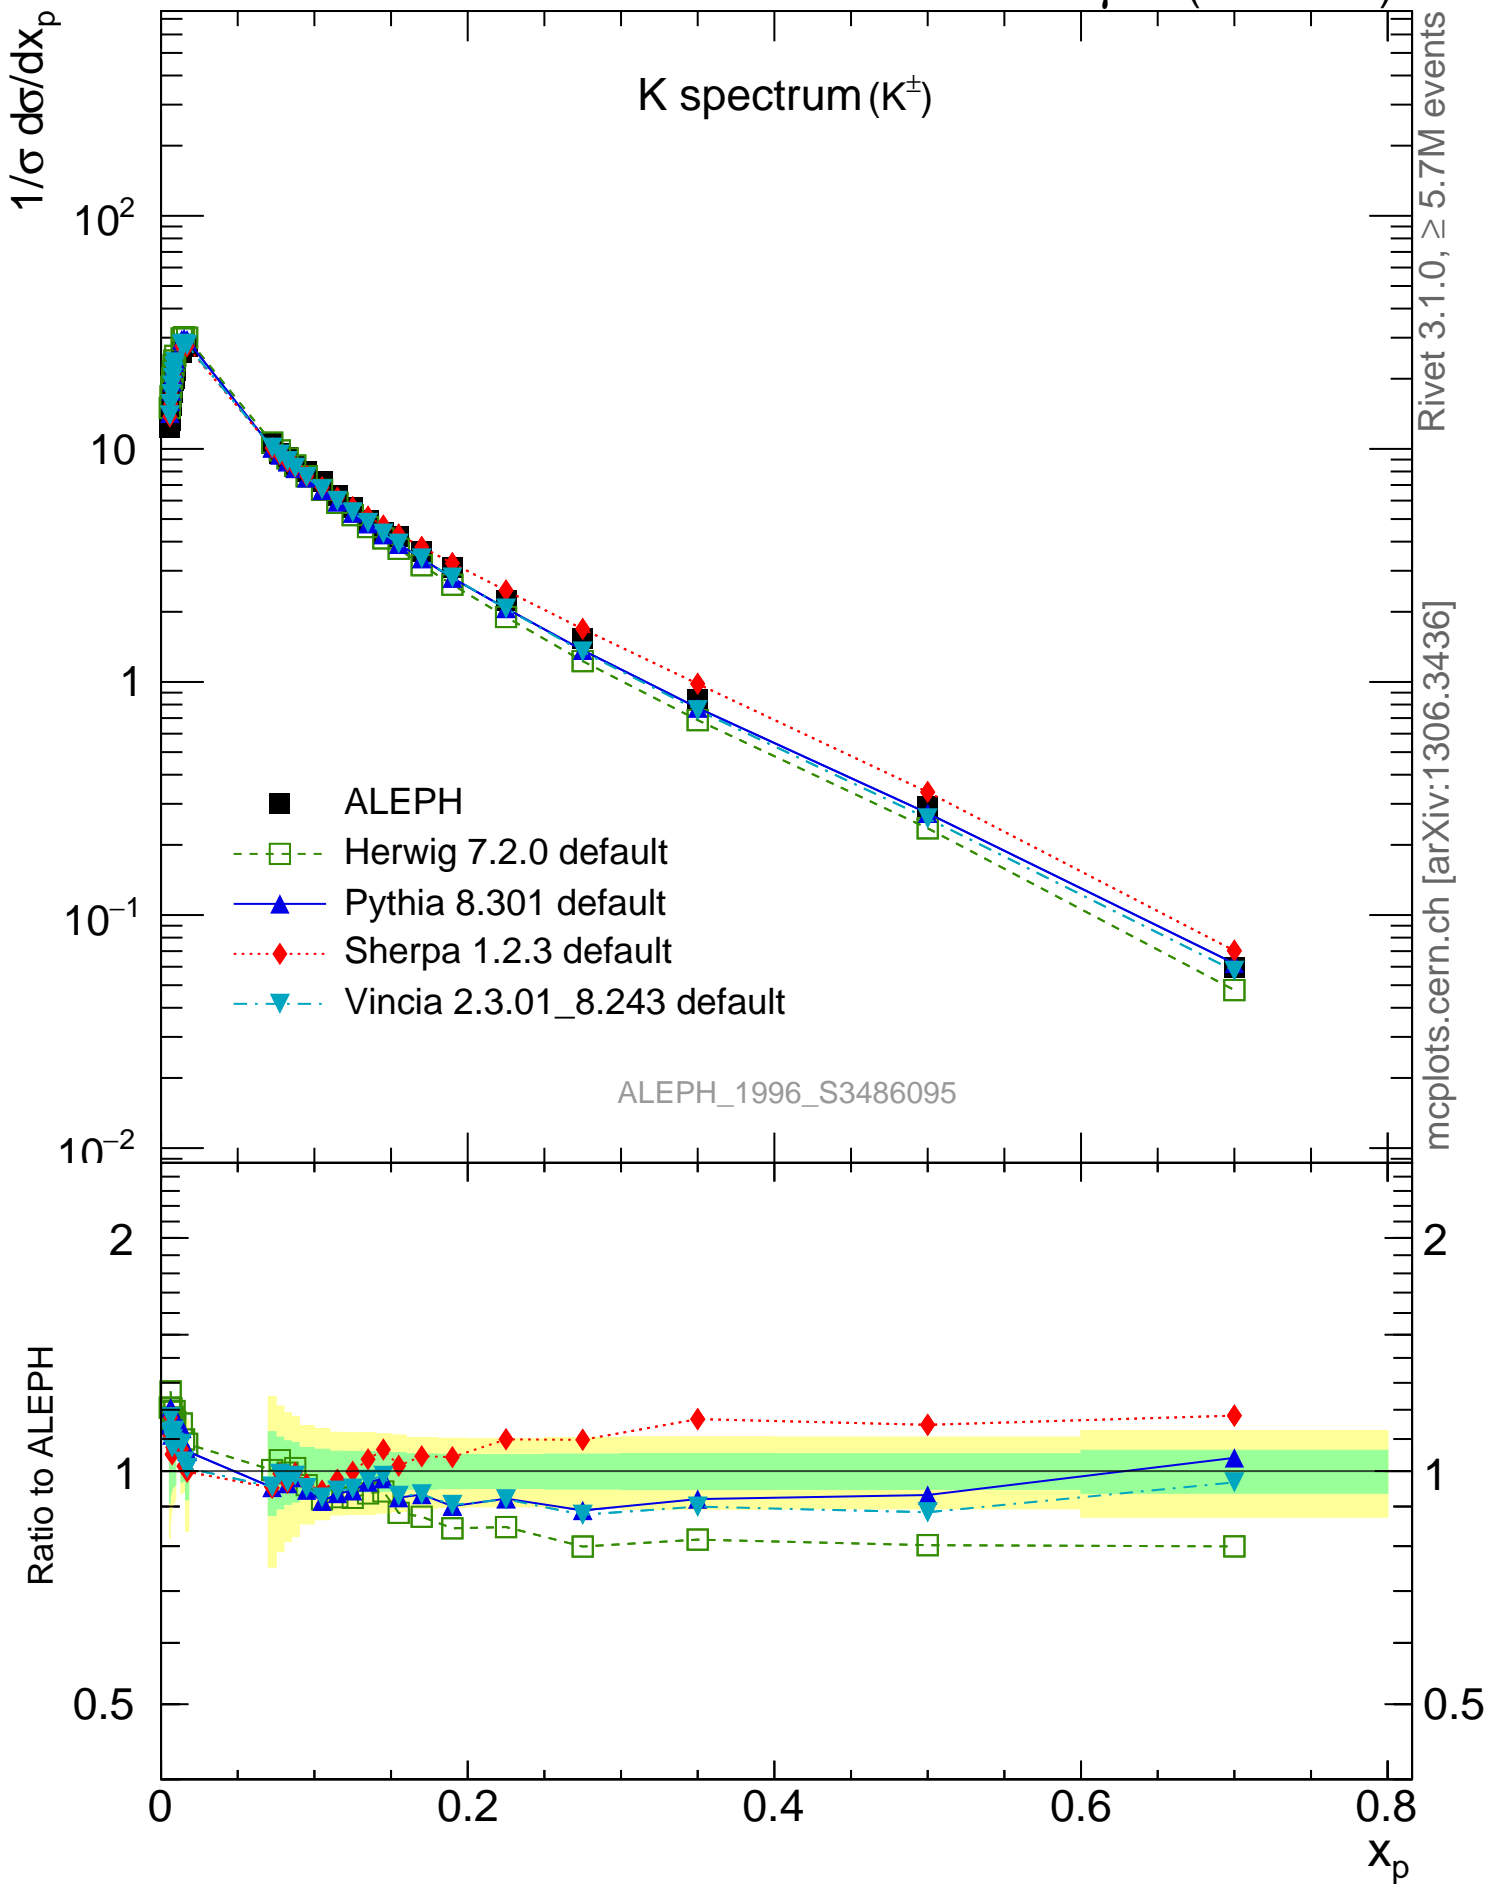 1/σ dσ/dx_p
K spectrum (K^±)
10^2
10
1
10^−1
10^−2
ALEPH
Herwig 7.2.0 default
Pythia 8.301 default
Sherpa 1.2.3 default
Vincia 2.3.01_8.243 default
ALEPH_1996_S3486095
Rivet 3.1.0, ≥ 5.7M events
mcplots.cern.ch [arXiv:1306.3436]
Ratio to ALEPH
2
1
0.5
2
1
0.5
0
0.2
0.4
0.6
0.8
x_p